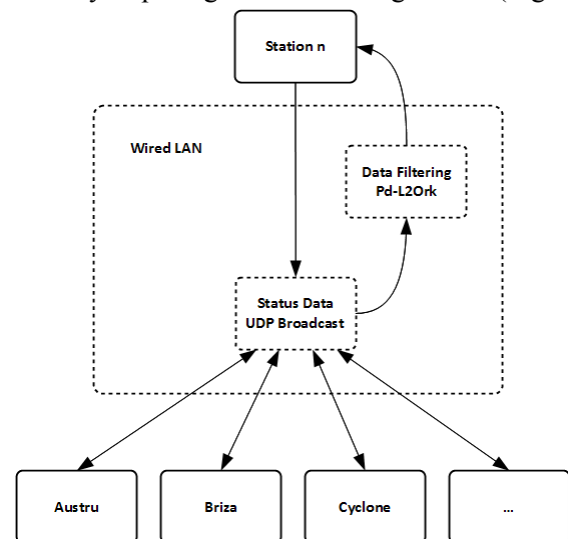 Station n
Wired LAN
Data Filtering
Pd-L2Ork
Status Data
UDP Broadcast
Austru
Briza
Cyclone
...